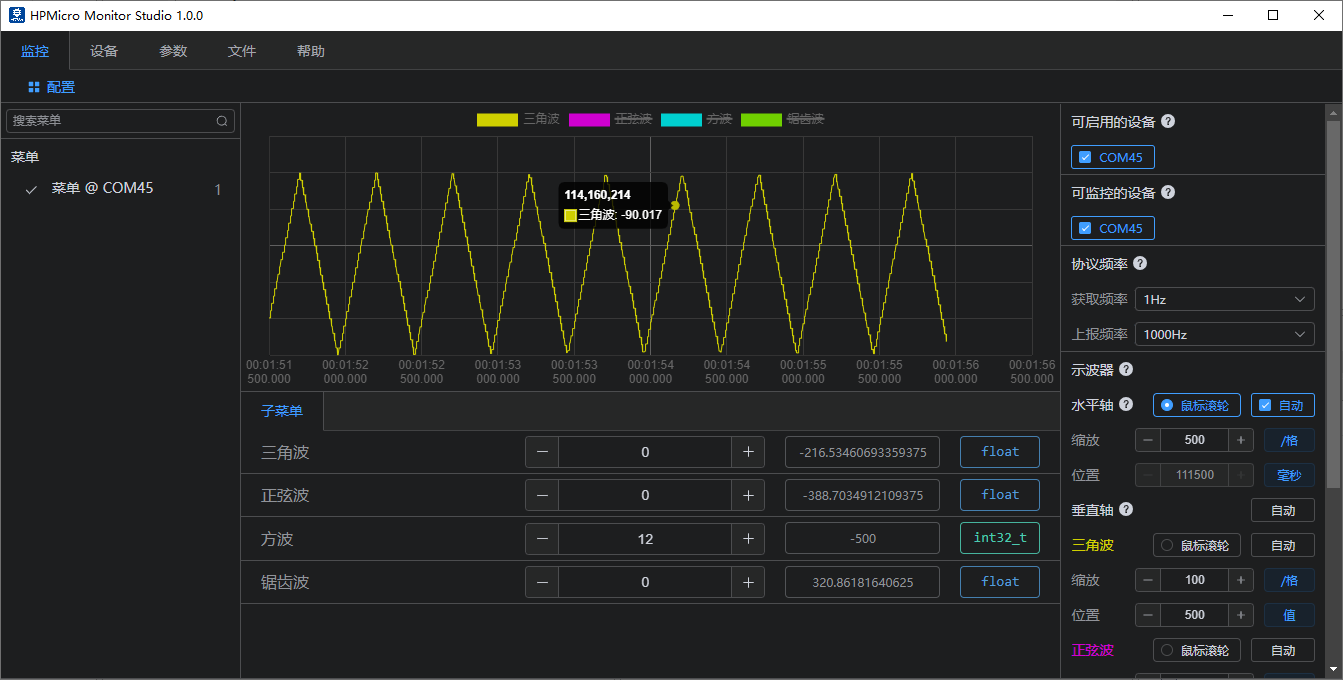 HPMicro Monitor Studio 1.0.0
监控 设备 参数 文件 帮助
配置
搜索菜单
菜单
菜单 @ COM45 1
三角波 正弦波 方波 锯齿波
114,160,214
三角波: -90.017
00:01:51 00:01:52 00:01:52 00:01:53 00:01:53 00:01:54 00:01:54 00:01:55 00:01:55 00:01:56 00:01:56
500.000 000.000 500.000 000.000 500.000 000.000 500.000 000.000 500.000 000.000 500.000
子菜单
三角波 0 -216.53460693359375 float
正弦波 0 -388.7034912109375 float
方波 12 -500 int32_t
锯齿波 0 320.86181640625 float
可启用的设备 ?
COM45
可监控的设备 ?
COM45
协议频率 ?
获取频率 1Hz
上报频率 1000Hz
示波器 ?
水平轴 ? 鼠标滚轮 自动
缩放 500 /格
位置 111500 毫秒
垂直轴 ? 自动
三角波 鼠标滚轮 自动
缩放 100 /格
位置 500 值
正弦波 鼠标滚轮 自动